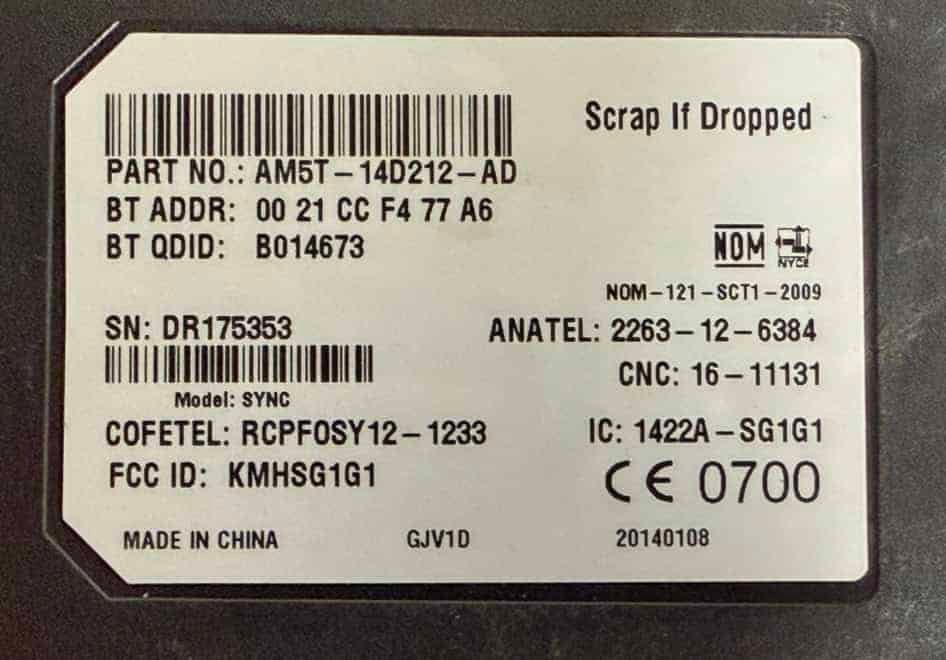 Scrap If Dropped
PART NO.: AM5T-14D212-AD
BT ADDR: 00 21 CC F4 77 A6
BT QDID: B014673
NOM NYCE
NOM-121-SCT1-2009
SN: DR175353
ANATEL: 2263-12-6384
CNC: 16-11131
Model: SYNC
COFETEL: RCPFOSY12-1233
IC: 1422A-SG1G1
FCC ID: KMHSG1G1
CE 0700
MADE IN CHINA GJV1D 20140108